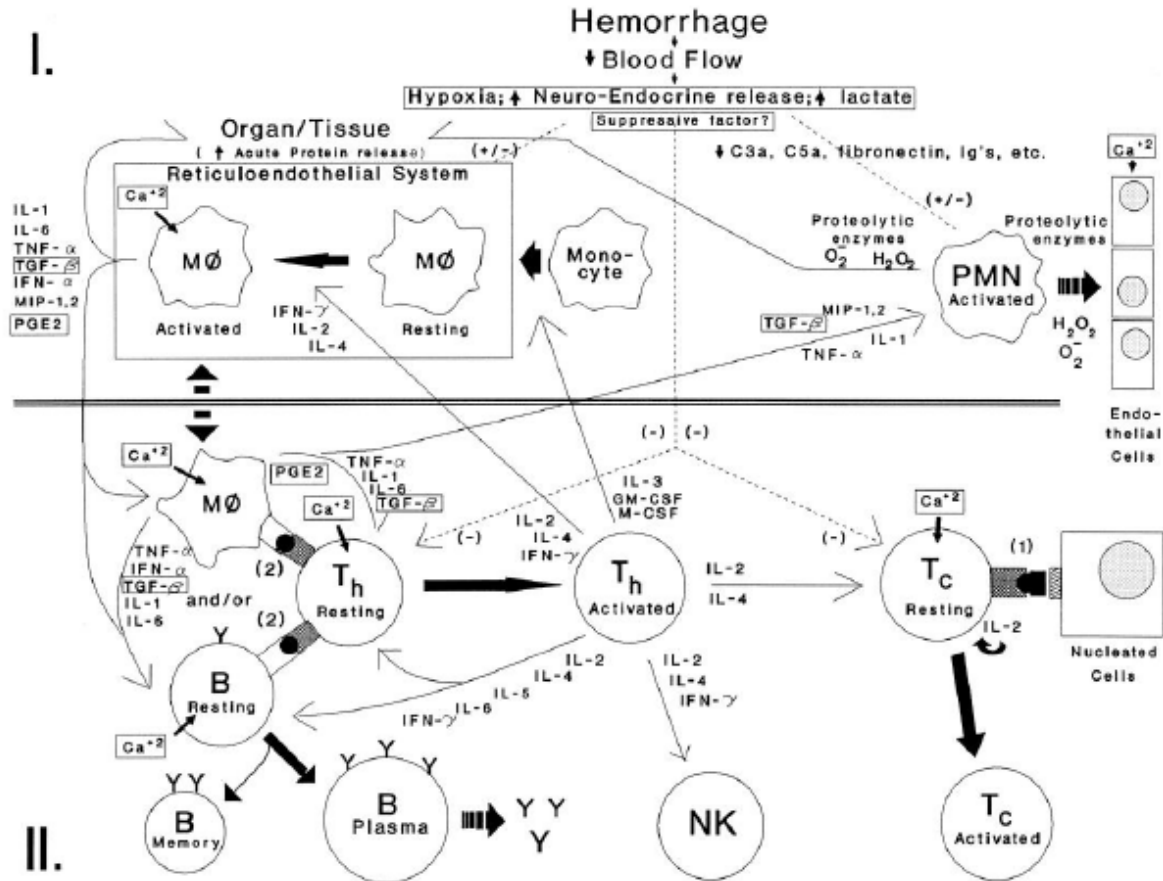 I.
Hemorrhage
↓ Blood Flow
Hypoxia; ↑ Neuro-Endocrine release; ↑ lactate
Suppressive factor?
Organ/Tissue
( ↑ Acute Protein release)
(+/-)
↓ C3a, C5a, fibronectin, Ig's, etc.
Ca⁺²
Reticuloendothelial System
Ca⁺²
IL-1
IL-6
TNF-α
TGF-β
IFN-α
MIP-1,2
PGE2
MØ
Activated
MØ
Resting
Mono-
cyte
IFN-γ
IL-2
IL-4
(+/-)
Proteolytic
enzymes
O₂⁻ H₂O₂
PMN
Activated
Proteolytic
enzymes
H₂O₂
O₂⁻
MIP-1,2
TGF-β
IL-1
TNF-α
Endo-
thelial
Cells
(-) (-)
Ca⁺²
MØ
PGE2
TNF-α
IL-1
IL-6
TGF-β
Ca⁺²
(-)
IL-2
IL-4
IFN-γ
IL-3
GM-CSF
M-CSF
(-)
Ca⁺²
(1)
TNF-α
IFN-α
TGF-β
IL-1
IL-6
and/or
(2)
(2)
Th
Resting
Th
Activated
IL-2
IL-4
Tc
Resting
IL-2
Nucleated
Cells
B
Resting
Ca⁺²
IL-2
IL-4
IL-5
IL-6
IFN-γ
IL-2
IL-4
IFN-γ
Y
Y Y
B
Memory
Y Y Y
B
Plasma
Y Y
Y
NK
Tc
Activated
II.